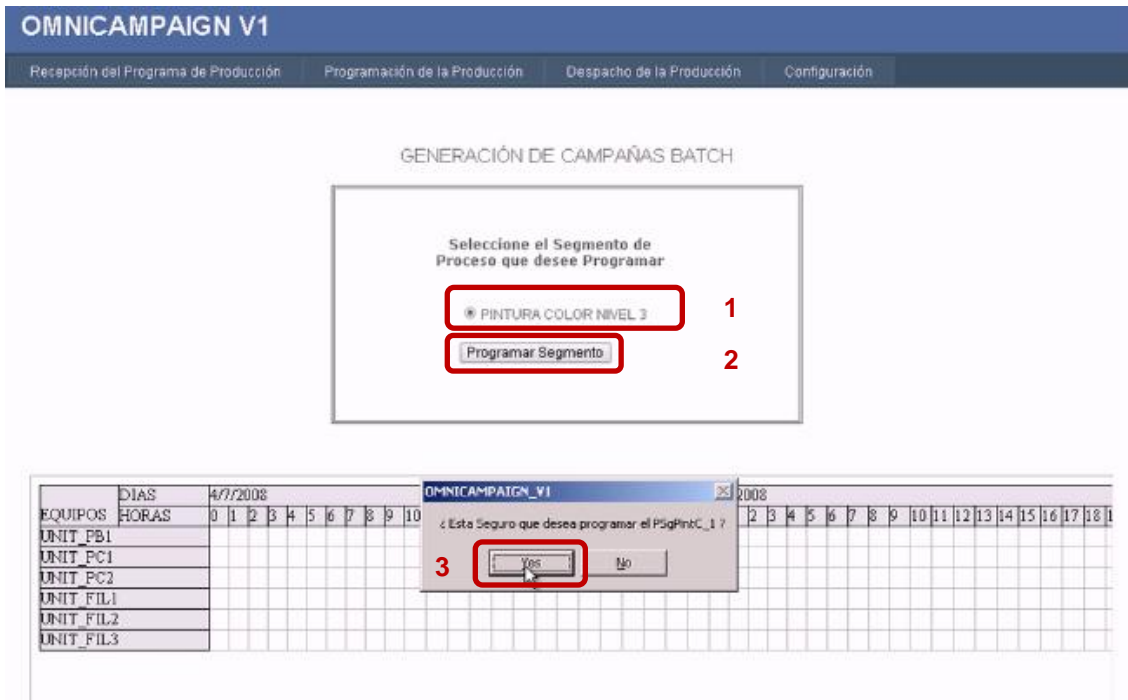 OMNICAMPAIGN V1
Recepción del Programa de Producción Programación de la Producción Despacho de la Producción Configuración
GENERACIÓN DE CAMPAÑAS BATCH
Seleccione el Segmento de
Proceso que desee Programar
PINTURA COLOR NIVEL 3 1
Programar Segmento 2
DIAS 4/7/2008 2008
EQUIPOS HORAS 0 1 2 3 4 5 6 7 8 9 10 2 3 4 5 6 7 8 9 10 11 12 13 14 15 16 17 18 1
UNIT_PB1
UNIT_PC1
UNIT_PC2
UNIT_FIL1
UNIT_FIL2
UNIT_FIL3
OMNICAMPAIGN_V1
¿ Esta Seguro que desea programar el PSgPintC_1 ?
3 Yes No